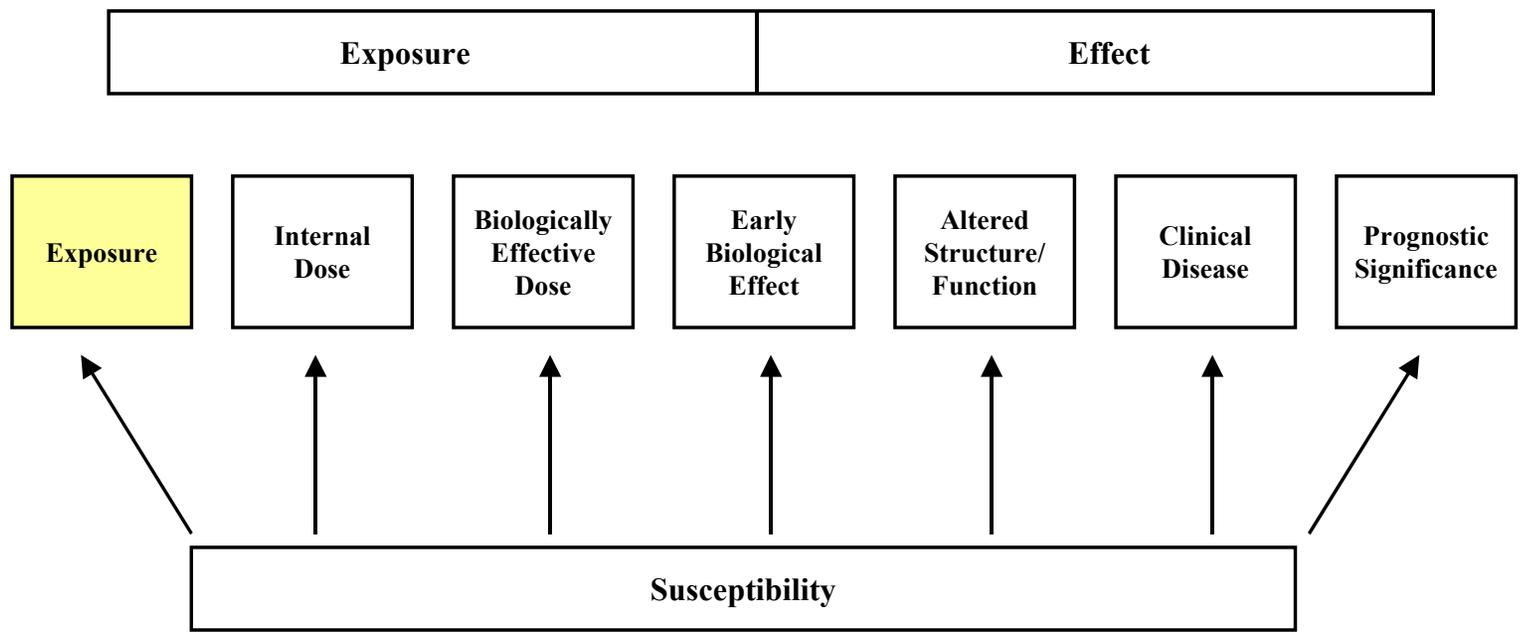 Exposure
Effect
Exposure
Internal
Dose
Biologically
Effective
Dose
Early
Biological
Effect
Altered
Structure/
Function
Clinical
Disease
Prognostic
Significance
Susceptibility